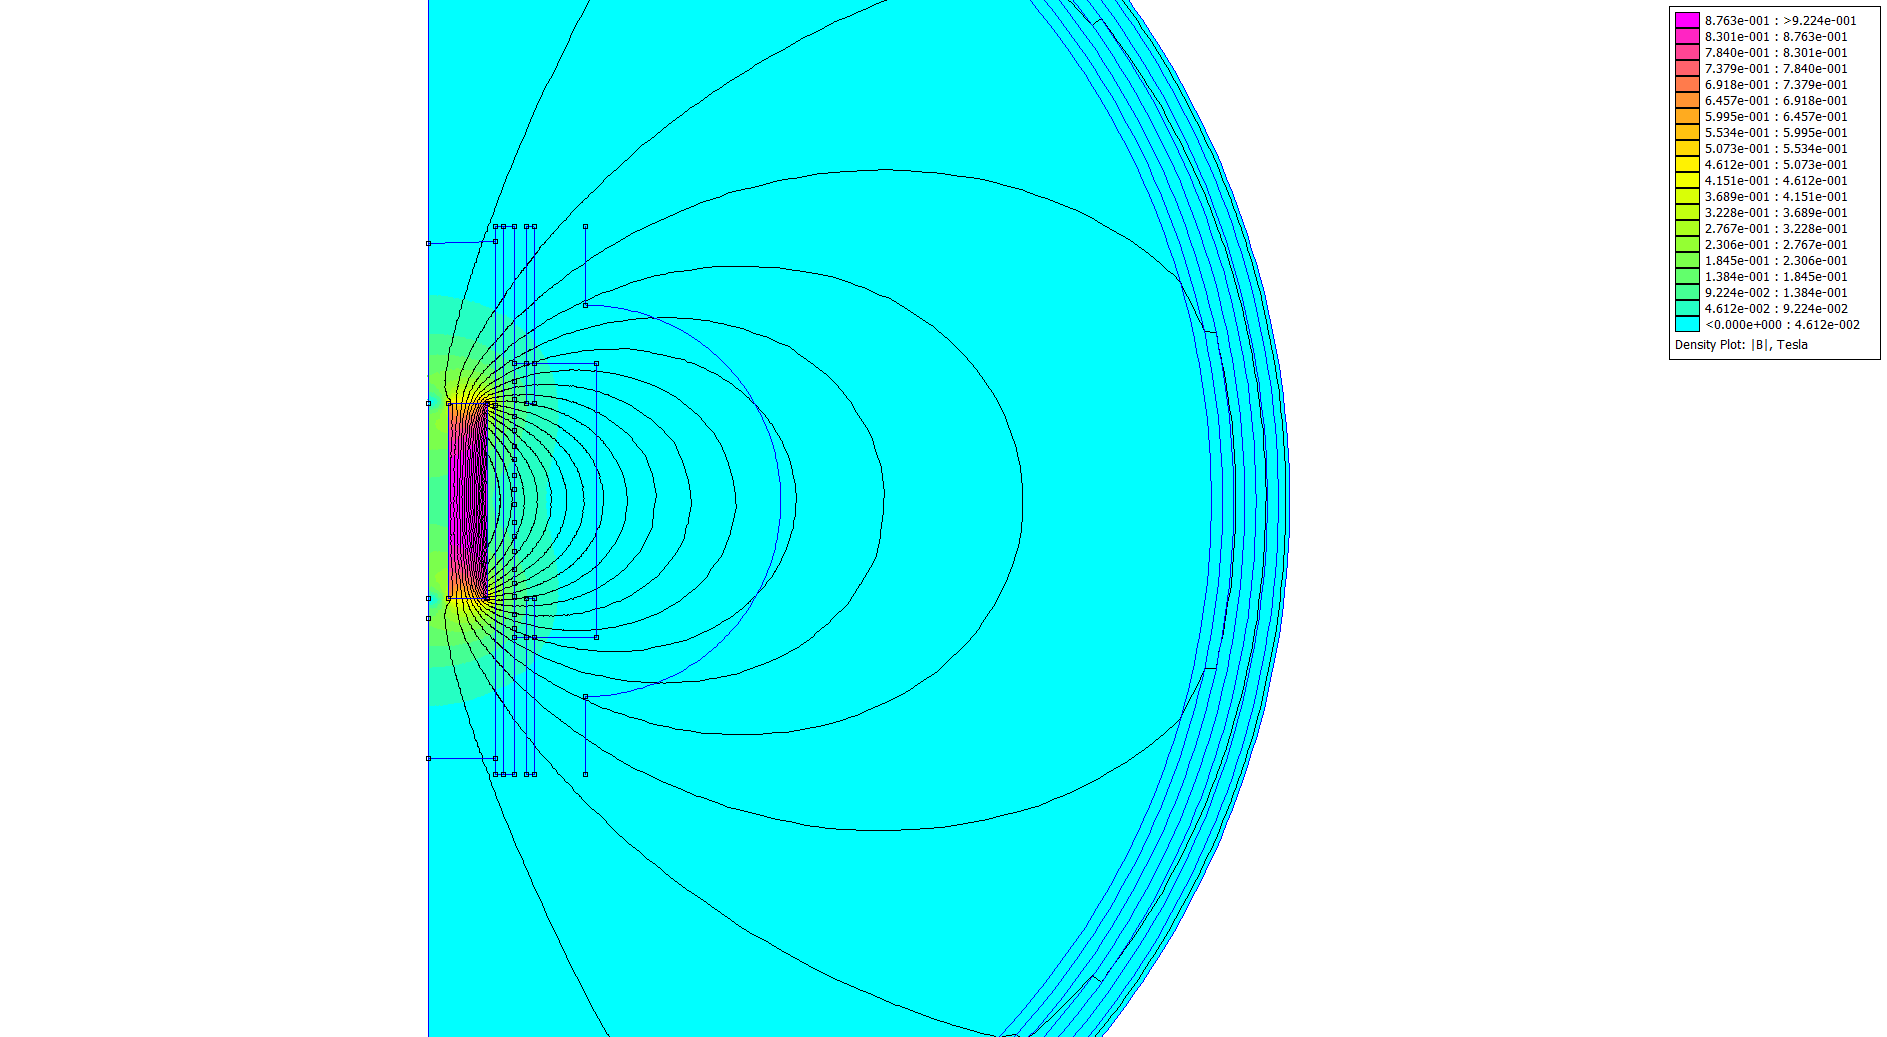 8.763e-001 : >9.224e-001
8.301e-001 : 8.763e-001
7.840e-001 : 8.301e-001
7.379e-001 : 7.840e-001
6.918e-001 : 7.379e-001
6.457e-001 : 6.918e-001
5.995e-001 : 6.457e-001
5.534e-001 : 5.995e-001
5.073e-001 : 5.534e-001
4.612e-001 : 5.073e-001
4.151e-001 : 4.612e-001
3.689e-001 : 4.151e-001
3.228e-001 : 3.689e-001
2.767e-001 : 3.228e-001
2.306e-001 : 2.767e-001
1.845e-001 : 2.306e-001
1.384e-001 : 1.845e-001
9.224e-002 : 1.384e-001
4.612e-002 : 9.224e-002
<0.000e+000 : 4.612e-002
Density Plot: |B|, Tesla